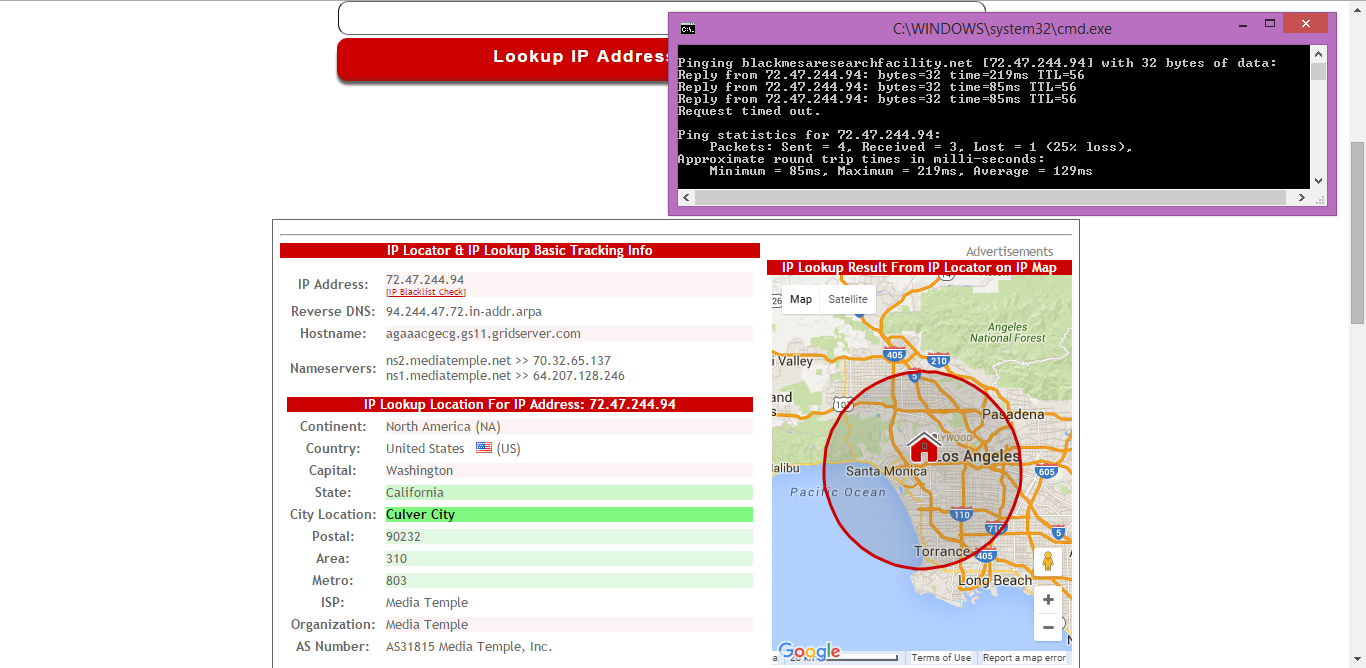 Lookup IP Addres
C:\WINDOWS\system32\cmd.exe
Pinging blackmesaresearchfacility.net [72.47.244.94] with 32 bytes of data:
Reply from 72.47.244.94: bytes=32 time=219ms TTL=56
Reply from 72.47.244.94: bytes=32 time=85ms TTL=56
Reply from 72.47.244.94: bytes=32 time=85ms TTL=56
Request timed out.
Ping statistics for 72.47.244.94:
Packets: Sent = 4, Received = 3, Lost = 1 (25% loss),
Approximate round trip times in milli-seconds:
Minimum = 85ms, Maximum = 219ms, Average = 129ms
IP Locator & IP Lookup Basic Tracking Info
IP Address: 72.47.244.94
[IP Blacklist Check]
Reverse DNS: 94.244.47.72.in-addr.arpa
Hostname: agaaacgecg.gs11.gridserver.com
Nameservers:
ns2.mediatemple.net >> 70.32.65.137
ns1.mediatemple.net >> 64.207.128.246
IP Lookup Location For IP Address: 72.47.244.94
Continent: North America (NA)
Country: United States (US)
Capital: Washington
State: California
City Location: Culver City
Postal: 90232
Area: 310
Metro: 803
ISP: Media Temple
Organization: Media Temple
AS Number: AS31815 Media Temple, Inc.
Advertisements
IP Lookup Result From IP Locator on IP Map
26
Map Satellite
Angeles
National Forest
405
210
i Valley
5
and
s
101
Pasadena
LYWOOD
Los Angeles
alibu
Santa Monica
605
Pacific Ocean
110
710
5
Torrance
405
Long Beach
Google
a
Terms of Use
Report a map error